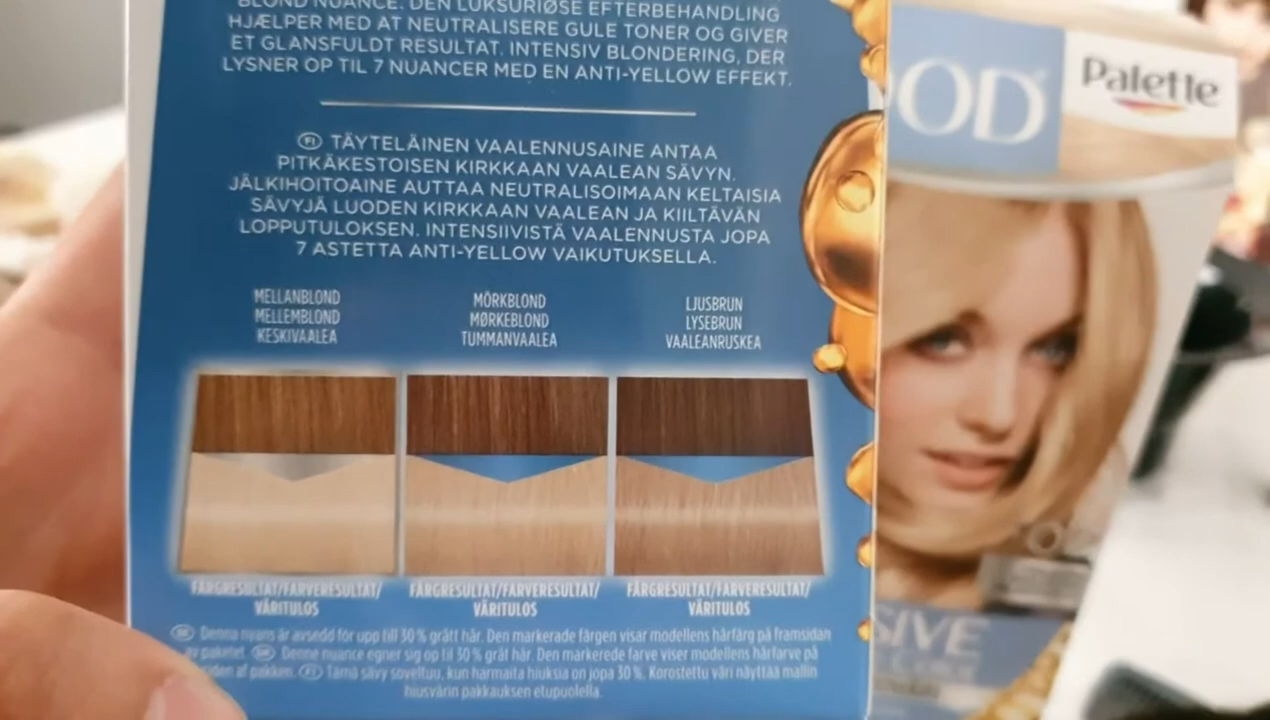 BLOND NUANCE. DEN LUKSURIØSE EFTERBEHANDLING
HJÆLPER MED AT NEUTRALISERE GULE TONER OG GIVER
ET GLANSFULDT RESULTAT. INTENSIV BLONDERING, DER
LYSNER OP TIL 7 NUANCER MED EN ANTI-YELLOW EFFEKT.
FI TÄYTELÄINEN VAALENNUSAINE ANTAA
PITKÄKESTOISEN KIRKKAAN VAALEAN SÄVYN.
JÄLKIHOITOAINE AUTTAA NEUTRALISOIMAAN KELTAISIA
SÄVYJÄ LUODEN KIRKKAAN VAALEAN JA KIILTÄVÄN
LOPPUTULOKSEN. INTENSIIVISTÄ VAALENNUSTA JOPA
7 ASTETTA ANTI-YELLOW VAIKUTUKSELLA.
MELLANBLOND
MELLEMBLOND
KESKIVAALEA
MÖRKBLOND
MØRKEBLOND
TUMMANVAALEA
LJUSBRUN
LYSEBRUN
VAALEANRUSKEA
FÄRGRESULTAT/FARVERESULTAT/
VÄRITULOS
FÄRGRESULTAT/FARVERESULTAT/
VÄRITULOS
FÄRGRESULTAT/FARVERESULTAT/
VÄRITULOS
SE Denna nyans är avsedd för upp till 30% grått hår. Den markerade färgen visar modellens hårfärg på framsidan
av paketet. DK Denne nuance egner sig op til 30% gråt hår. Den markerede farve viser modellens hårfarve på
siden af pakken. FI Tämä sävy soveltuu, kun harmaita hiuksia on jopa 30%. Korostettu väri näyttää mallin
hiusvärin pakkauksen etupuolella.
OD
Palette
SIVE